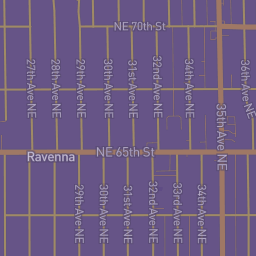 NE 70th St
27th Ave NE
28th Ave NE
29th Ave NE
30th Ave NE
31st Ave NE
32nd Ave NE
34th Ave NE
35th Ave NE
36th Ave NE
NE 65th St
Ravenna
29th Ave NE
30th Ave NE
31st Ave NE
32nd Ave NE
33rd Ave NE
34th Ave NE